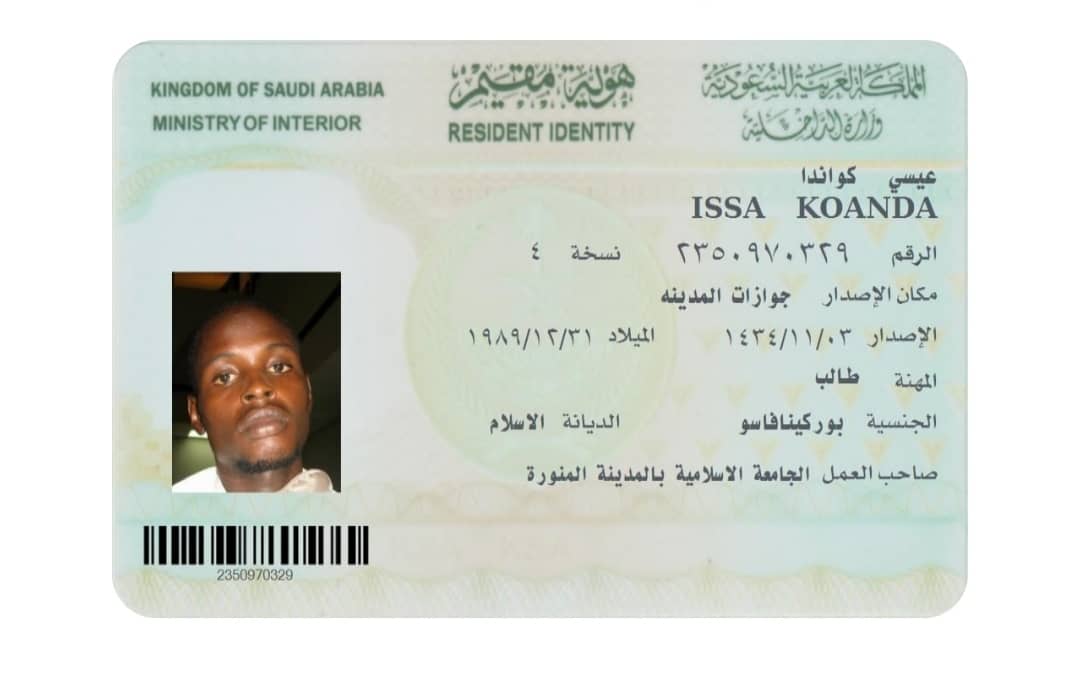 KINGDOM OF SAUDI ARABIA
MINISTRY OF INTERIOR
هوية مقيم
RESIDENT IDENTITY
المملكة العربية السعودية
وزارة الداخلية
عيسي كواندا
ISSA KOANDA
الرقم ٢٣٥٠٩٧٠٣٢٩ نسخة ٤
مكان الإصدار جوازات المدينه
الإصدار ١٤٣٤/١١/٠٣ الميلاد ١٩٨٩/١٢/٣١
المهنة طالب
الجنسية بوركينافاسو الديانة الاسلام
صاحب العمل الجامعة الاسلامية بالمدينة المنورة
2350970329